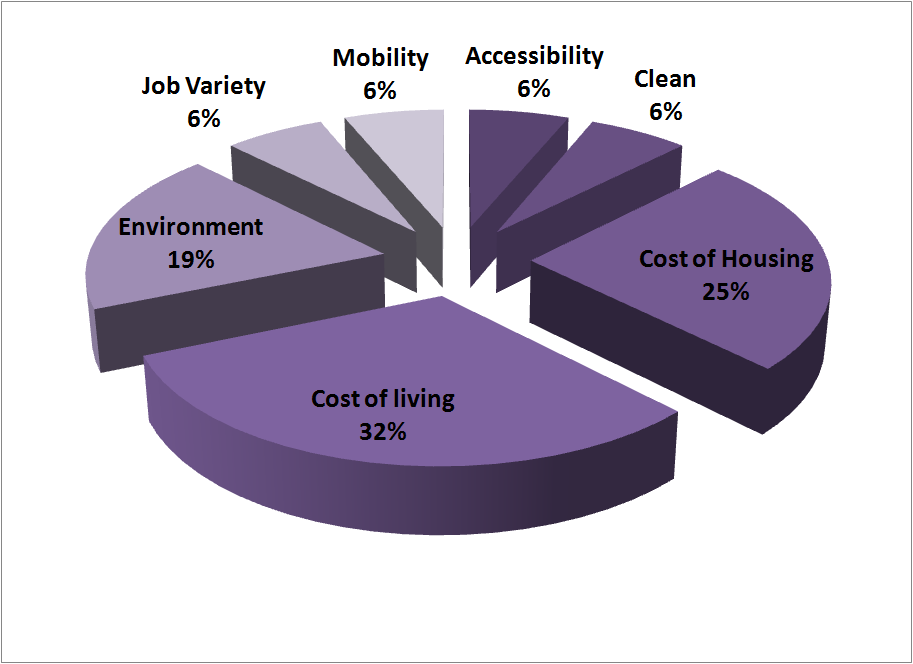 Mobility
6%
Accessibility
6%
Clean
6%
Job Variety
6%
Environment
19%
Cost of Housing
25%
Cost of living
32%